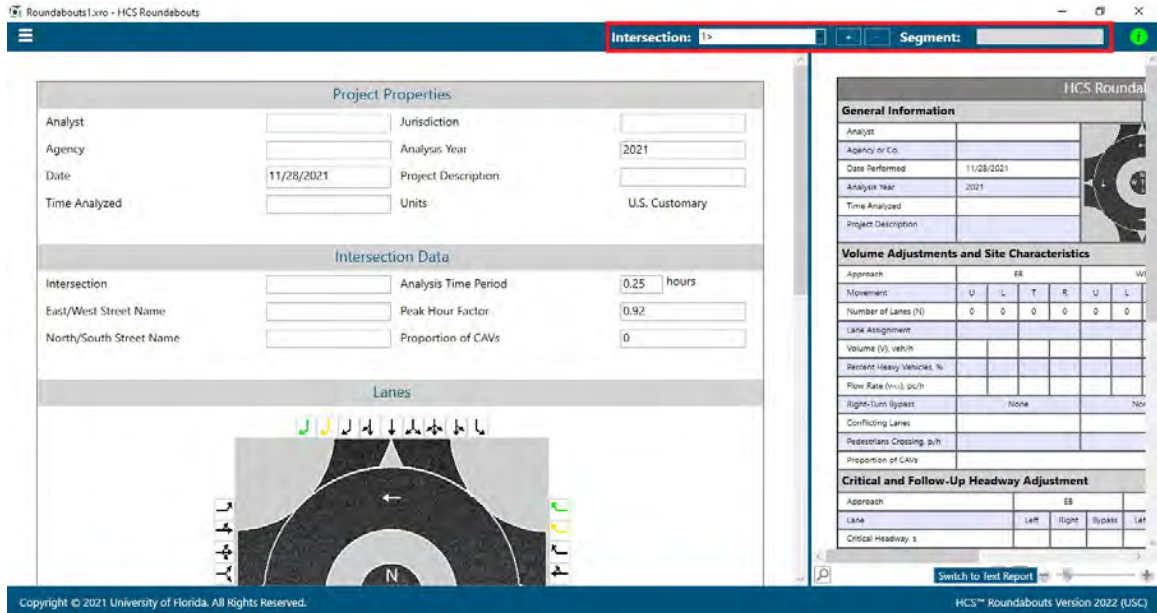 Roundabouts1.xro - HCS Roundabouts
Intersection: 1> + - Segment:
Project Properties
Analyst Jurisdiction
Agency Analysis Year 2021
Date 11/28/2021 Project Description
Time Analyzed Units U.S. Customary
Intersection Data
Intersection Analysis Time Period 0.25 hours
East/West Street Name Peak Hour Factor 0.92
North/South Street Name Proportion of CAVs 0
Lanes
N
HCS Roundal
General Information
Analyst
Agency or Co.
Date Performed 11/28/2021
Analysis Year 2021
Time Analyzed
Project Description
Volume Adjustments and Site Characteristics
Approach EB WI
Movement U L T R U L
Number of Lanes (N) 0 0 0 0 0 0
Lane Assignment
Volume (V), veh/h
Percent Heavy Vehicles, %
Flow Rate (vPCE), pc/h
Right-Turn Bypass None Nor
Conflicting Lanes
Pedestrians Crossing, p/h
Proportion of CAVs
Critical and Follow-Up Headway Adjustment
Approach EB
Lane Left Right Bypass Lef
Critical Headway, s
Switch to Text Report
Copyright © 2021 University of Florida. All Rights Reserved. HCS™ Roundabouts Version 2022 (USC)